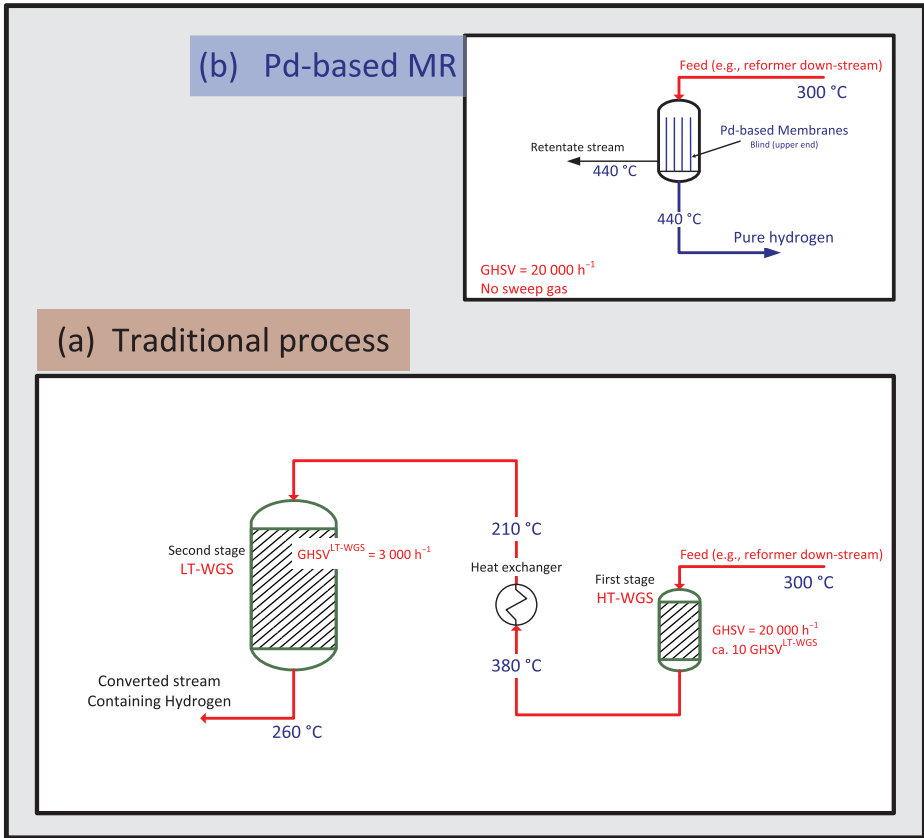 (b) Pd-based MR
Feed (e.g., reformer down-stream)
300 °C
Pd-based Membranes
Blind (upper end)
Retentate stream
440 °C
440 °C
Pure hydrogen
GHSV = 20 000 h⁻¹
No sweep gas
(a) Traditional process
Second stage
LT-WGS
GHSV^LT-WGS = 3 000 h⁻¹
210 °C
Heat exchanger
380 °C
First stage
HT-WGS
Feed (e.g., reformer down-stream)
300 °C
GHSV = 20 000 h⁻¹
ca. 10 GHSV^LT-WGS
Converted stream
Containing Hydrogen
260 °C